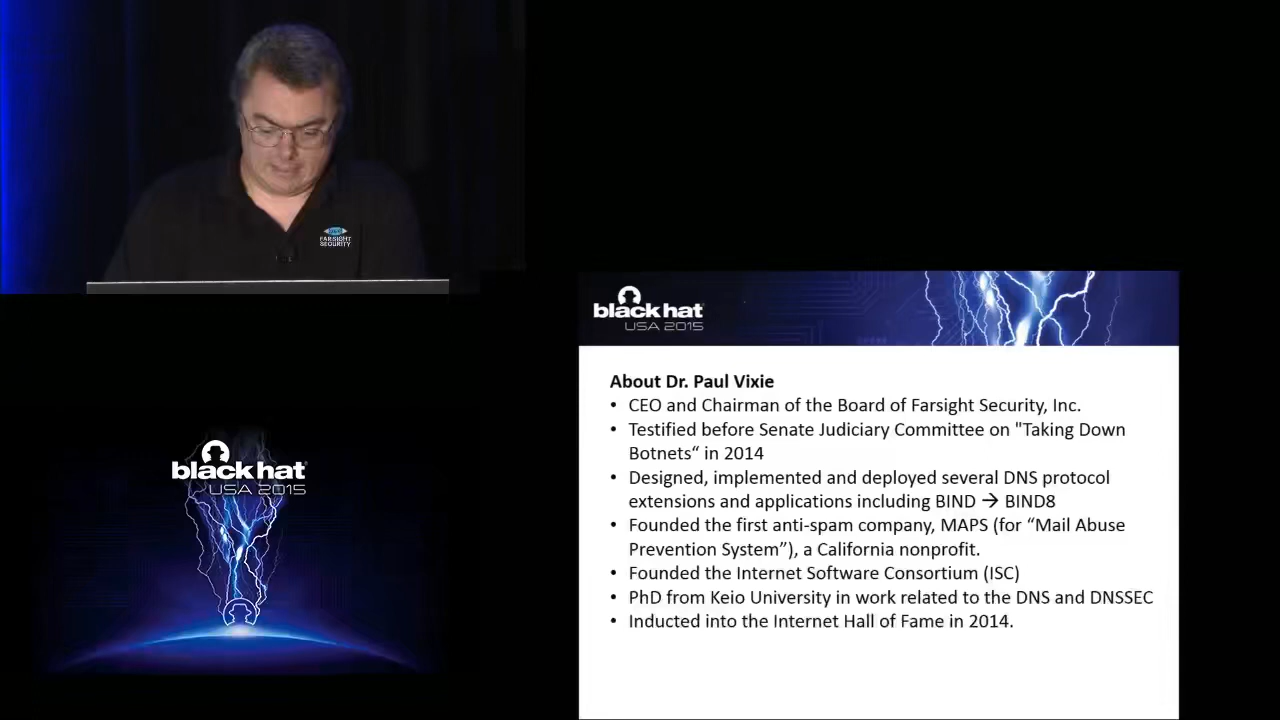 FARSIGHT
SECURITY
black hat
USA 2015
About Dr. Paul Vixie
• CEO and Chairman of the Board of Farsight Security, Inc.
• Testified before Senate Judiciary Committee on "Taking Down
Botnets“ in 2014
• Designed, implemented and deployed several DNS protocol
extensions and applications including BIND → BIND8
• Founded the first anti-spam company, MAPS (for “Mail Abuse
Prevention System”), a California nonprofit.
• Founded the Internet Software Consortium (ISC)
• PhD from Keio University in work related to the DNS and DNSSEC
• Inducted into the Internet Hall of Fame in 2014.
black hat
USA 2015